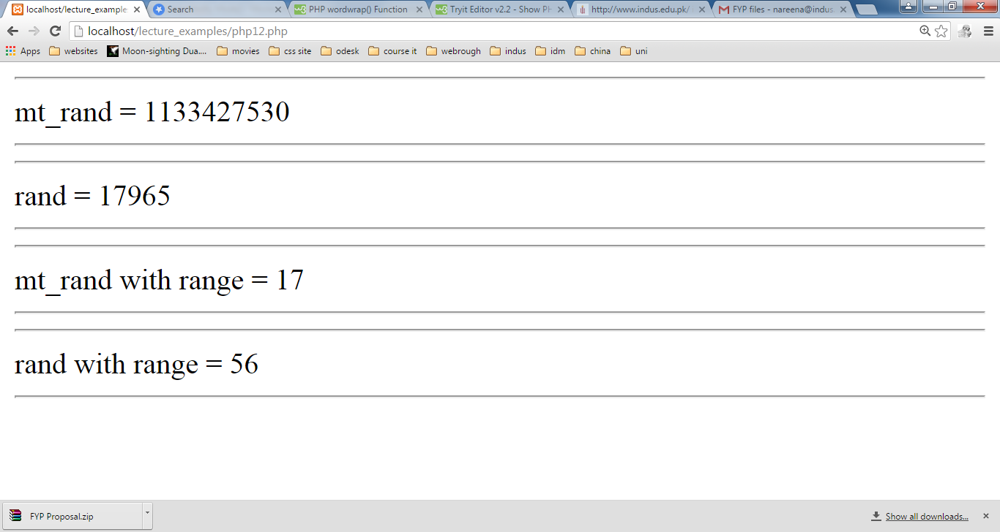 localhost/lecture_example
Search
PHP wordwrap() Function
Tryit Editor v2.2 - Show PH
http://www.indus.edu.pk/
FYP files - nareena@indus.
localhost/lecture_examples/php12.php
Apps
websites
Moon-sighting Dua....
movies
css site
odesk
course it
webrough
indus
idm
china
uni
mt_rand = 1133427530
rand = 17965
mt_rand with range = 17
rand with range = 56
FYP Proposal.zip
Show all downloads...